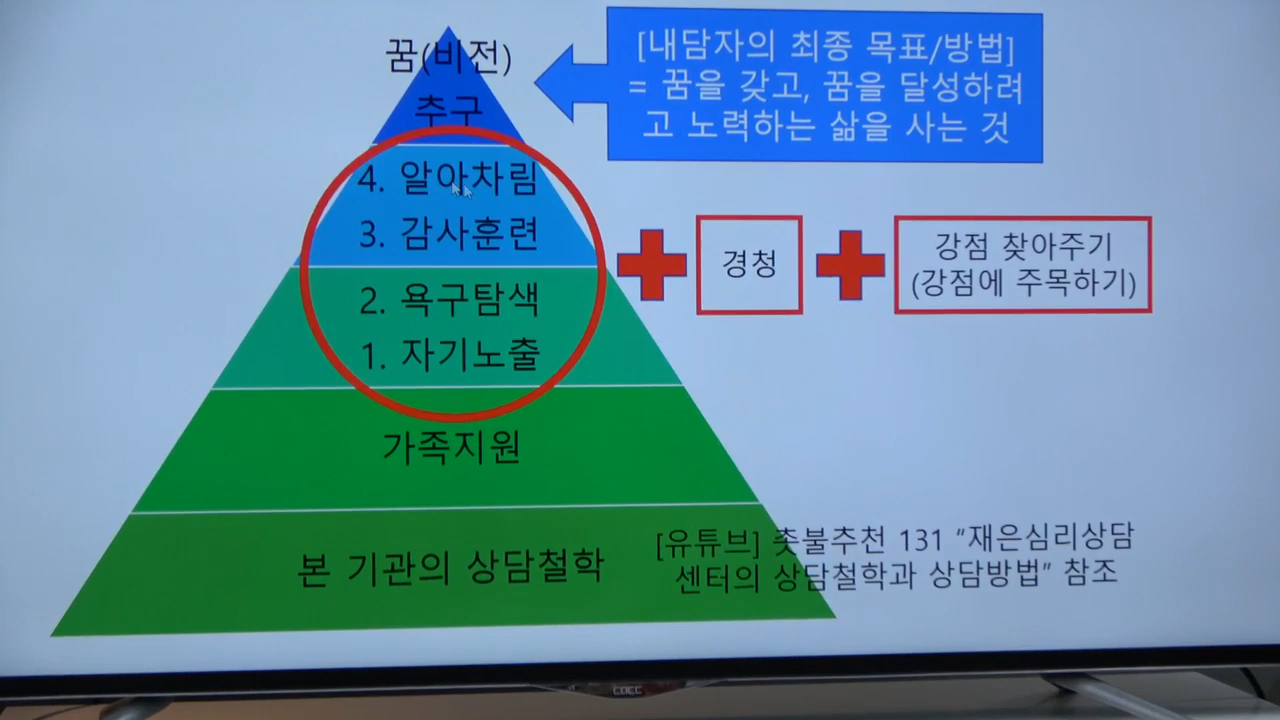 꿈(비전)
추구
[내담자의 최종 목표/방법]
= 꿈을 갖고, 꿈을 달성하려
고 노력하는 삶을 사는 것
4. 알아차림
3. 감사훈련
2. 욕구탐색
1. 자기노출
경청
강점 찾아주기
(강점에 주목하기)
가족지원
본 기관의 상담철학
[유튜브] 촛불추천 131 "재은심리상담
센터의 상담철학과 상담방법" 참조